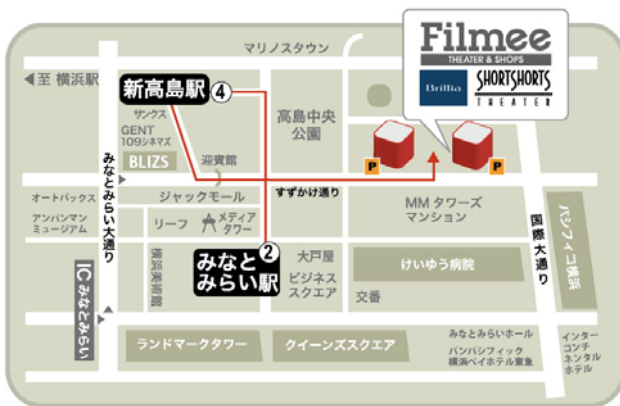 マリノスタウン
Filmee
THEATER & SHOPS
Brillia
SHORTSHORTS
THEATER
至 横浜駅
新高島駅
4
サンクス
GENT
109シネマズ
BLIZS
迎賓館
高島中央
公園
P
P
みなとみらい大通り
すずかけ通り
オートバックス
アンパンマン
ミュージアム
ジャックモール
リーフ
メディア
タワー
MMタワーズ
マンション
国際大通り
パシフィコ横浜
横浜美術館
みなと
みらい駅
2
大戸屋
ビジネス
スクエア
けいゆう病院
交番
ICみなとみらい
ランドマークタワー
クイーンズスクエア
みなとみらいホール
パンパシフィック
横浜ベイホテル東急
インター
コンチ
ネンタル
ホテル